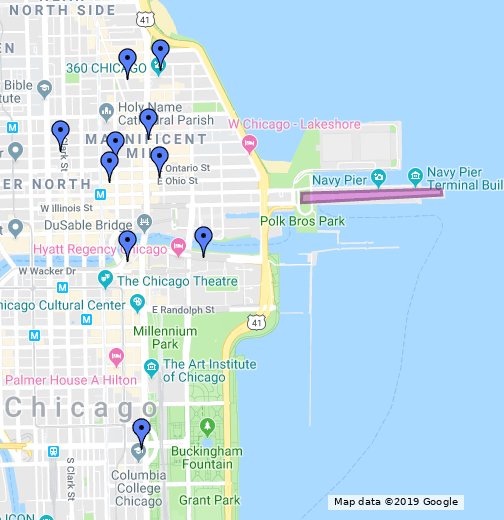 NORTH SIDE
41
360 CHICAGO
Bible
tute
Holy Name
Cathedral Parish
W Chicago - Lakeshore
M
MAGNIFICENT
MILE
Clark St
Ontario St
E Ohio St
ER NORTH
M
Navy Pier
Navy Pier
Terminal Buil
W Illinois St
Polk Bros Park
DuSable Bridge
Hyatt Regency Chicago
W Wacker Dr
The Chicago Theatre
hicago Cultural Center
E Randolph St
M
41
Millennium
Park
M
The Art Institute
of Chicago
Palmer House A Hilton
Chicago
Buckingham
Fountain
M
S Clark St
Columbia
College
Chicago
Grant Park
ICON
Map data ©2019 Google